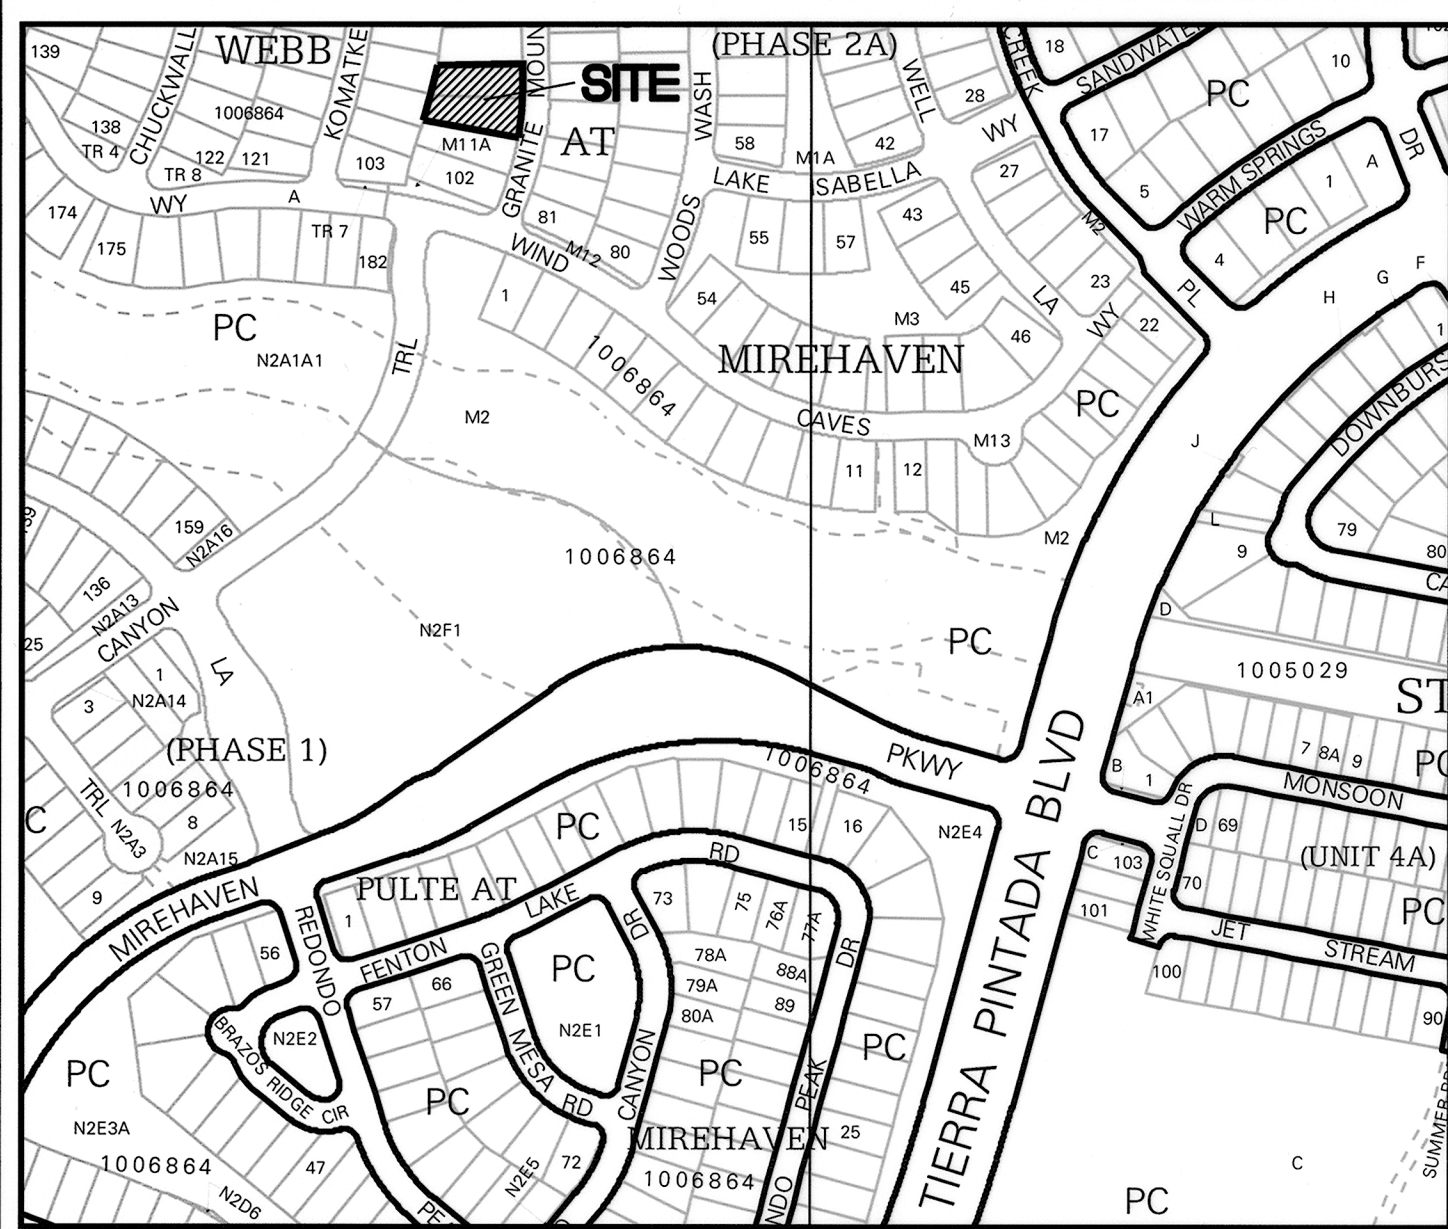 139
WEBB
CHUCKWALL
KOMATKE
1006864
138
TR 4
122
121
TR 8
103
M11A
102
SITE
AT
GRANITE
MOUN
(PHASE 2A)
WASH
WELL
CREEK
18
SANDWATE
10
28
WY
58
42
M1A
PC
17
5
WARM SPRINGS
DR
A
1
PC
4
174
WY
A
175
TR 7
182
81
WIND
M12
80
WOODS
LAKE
ISABELLA
27
43
55
57
45
54
M3
46
LA
WY
23
22
M2
PL
F
G
H
1
PC
N2A1A1
TRL
1
1006864
MIREHAVEN
PC
M2
CAVES
M13
11
12
J
DOWNBURS
79
80
L
9
CA
M2
159
N2A16
1006864
136
N2A13
CANYON
25
N2F1
PC
D
1005029
ST
LA
1
N2A14
3
A1
(PHASE 1)
1006864
TRL
N2A3
8
N2A15
9
C
1006864
PKWY
TIERRA PINTADA BLVD
B
1
7
8A
9
PC
MONSOON
WHITE SQUALL DR
D
69
(UNIT 4A)
N2E4
C
103
101
70
PC
JET
STREAM
100
90
MIREHAVEN
PULTE AT
PC
15
16
RD
LAKE
1
REDONDO
FENTON
56
57
66
GREEN MESA RD
DR
73
75
76A
77A
78A
79A
80A
88A
89
DR
PC
N2E1
CANYON
BRAZOS RIDGE CIR
N2E2
PC
N2E3A
1006864
47
N2D6
PC
N2E5
72
PC
PEAK
PC
25
MIREHAVEN
1006864
NDO
C
PC